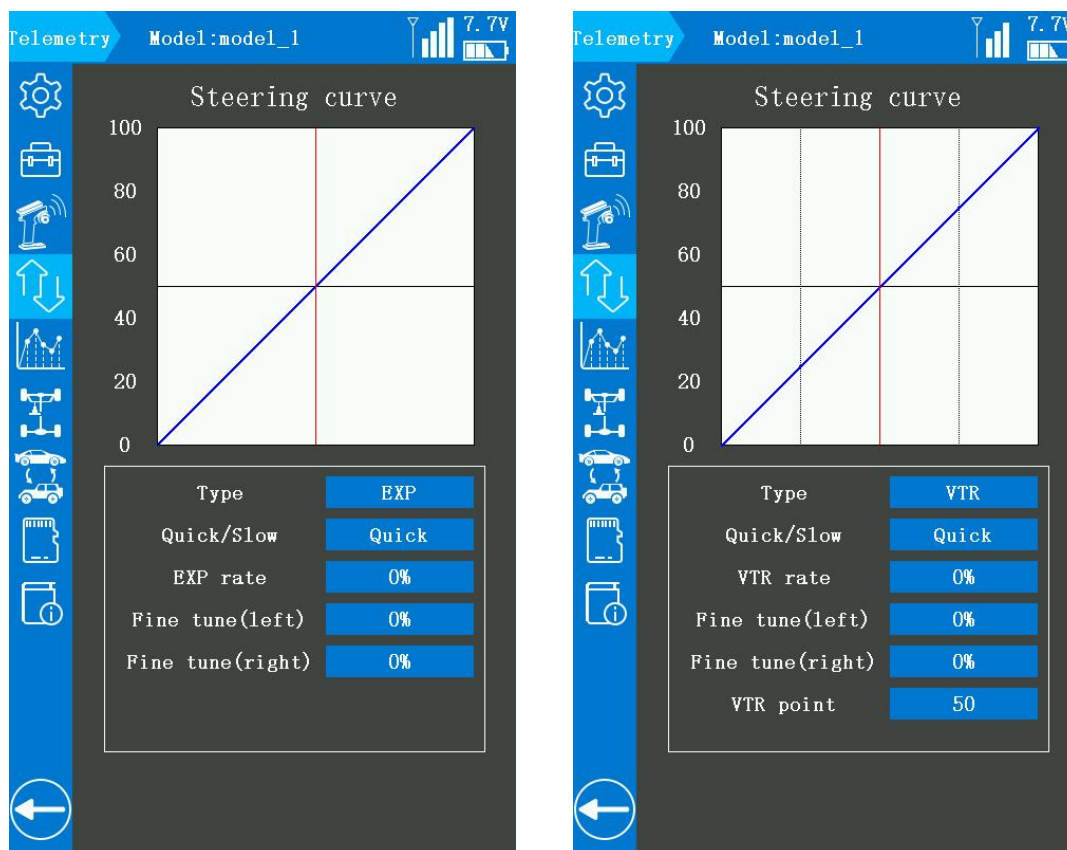 Telemetry Model:model_1 7.7V
Steering curve
100
80
60
40
20
0
Type EXP
Quick/Slow Quick
EXP rate 0%
Fine tune(left) 0%
Fine tune(right) 0%
Telemetry Model:model_1 7.7V
Steering curve
100
80
60
40
20
0
Type VTR
Quick/Slow Quick
VTR rate 0%
Fine tune(left) 0%
Fine tune(right) 0%
VTR point 50